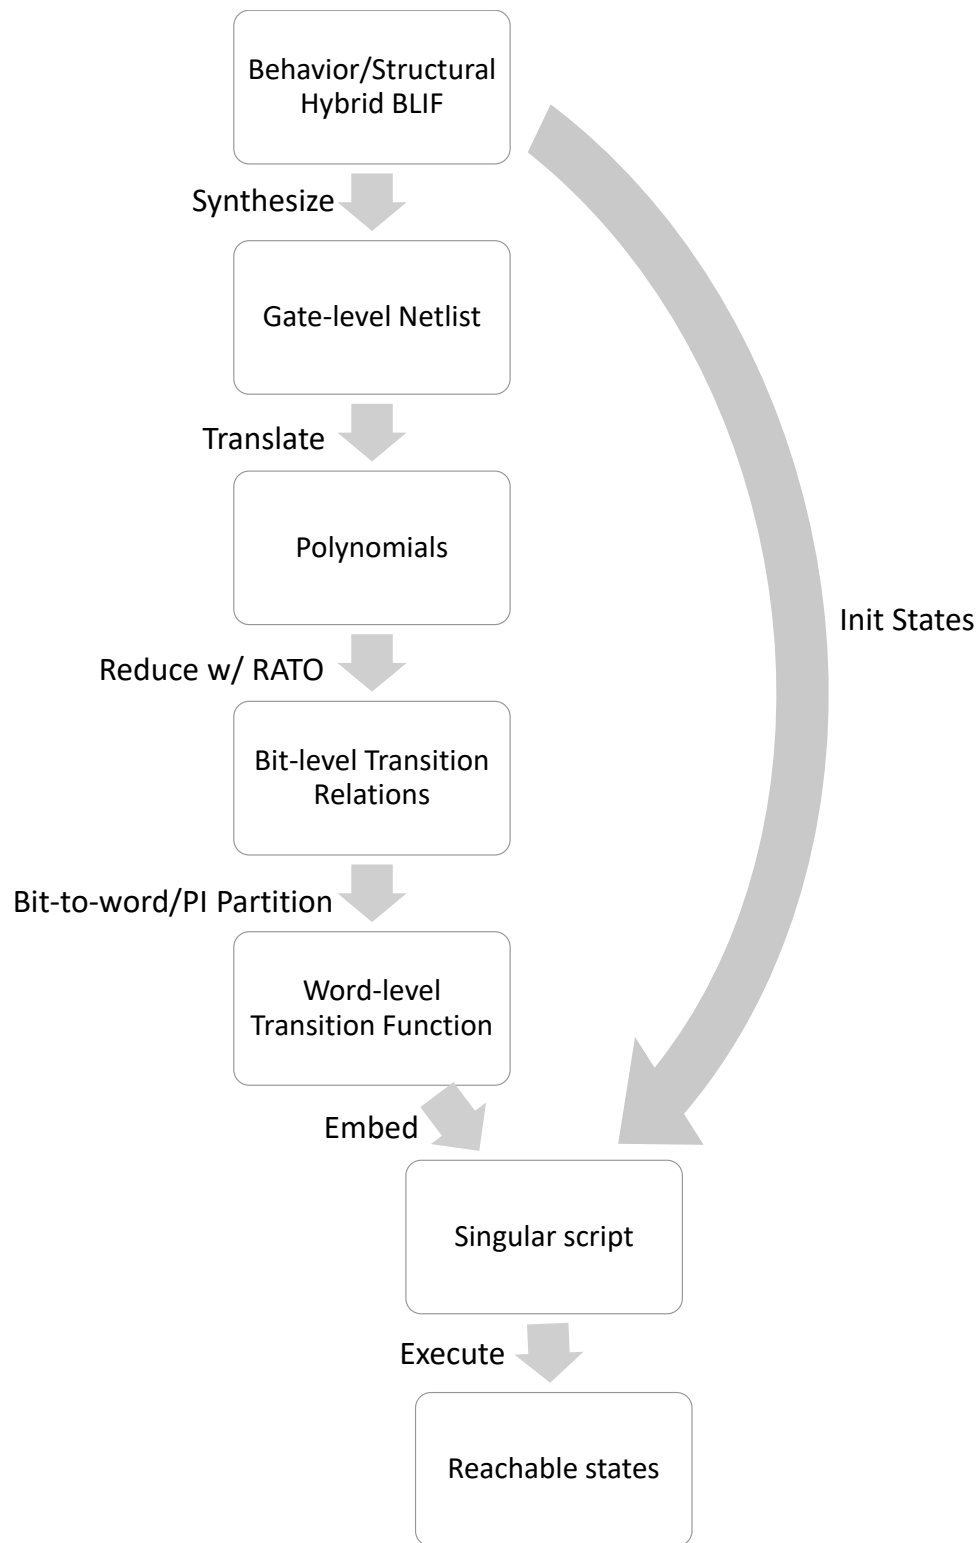 Behavior/Structural
Hybrid BLIF
Synthesize
Gate-level Netlist
Translate
Polynomials
Init States
Reduce w/ RATO
Bit-level Transition
Relations
Bit-to-word/PI Partition
Word-level
Transition Function
Embed
Singular script
Execute
Reachable states